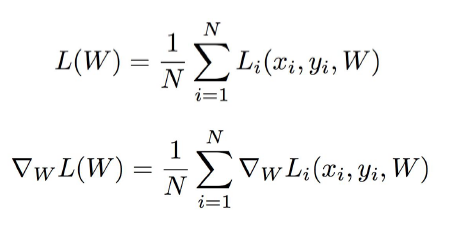 L(W) = \frac{1}{N} \sum_{i=1}^{N} L_i(x_i, y_i, W)
\nabla_W L(W) = \frac{1}{N} \sum_{i=1}^{N} \nabla_W L_i(x_i, y_i, W)